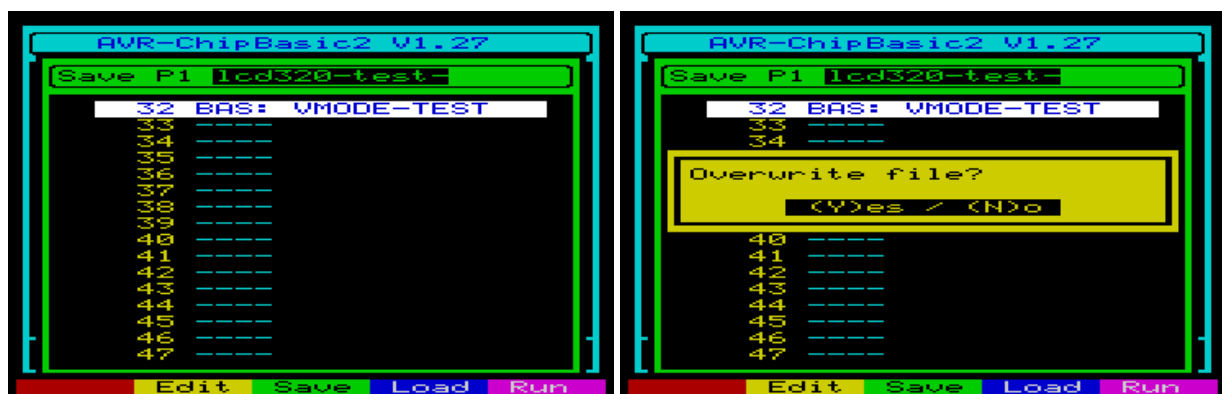 AVR-ChipBasic2 V1.27
Save P1 lcd320-test-
32 BAS: VMODE-TEST
33 ----
34 ----
35 ----
36 ----
37 ----
38 ----
39 ----
40 ----
41 ----
42 ----
43 ----
44 ----
45 ----
46 ----
47 ----
Edit Save Load Run
AVR-ChipBasic2 V1.27
Save P1 lcd320-test-
32 BAS: VMODE-TEST
33 ----
34 ----
Overwrite file?
(Y)es / (N)o
40 ----
41 ----
42 ----
43 ----
44 ----
45 ----
46 ----
47 ----
Edit Save Load Run